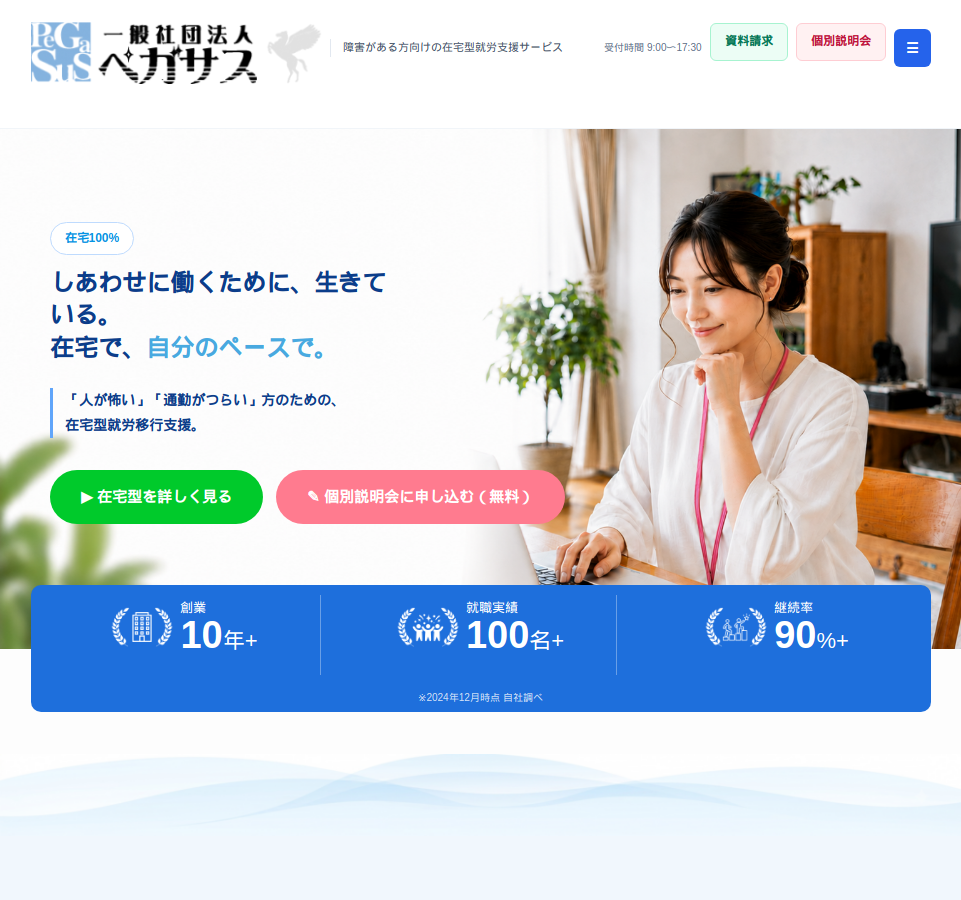 PeGaSUS
一般社団法人
ペガサス
障害がある方向けの在宅型就労支援サービス
受付時間 9:00〜17:30
資料請求
個別説明会
在宅100%
しあわせに働くために、生きて
いる。
在宅で、自分のペースで。
「人が怖い」「通勤がつらい」方のための、
在宅型就労移行支援。
▶ 在宅型を詳しく見る
✎ 個別説明会に申し込む（無料）
創業
10年+
就職実績
100名+
継続率
90%+
※2024年12月時点 自社調べ